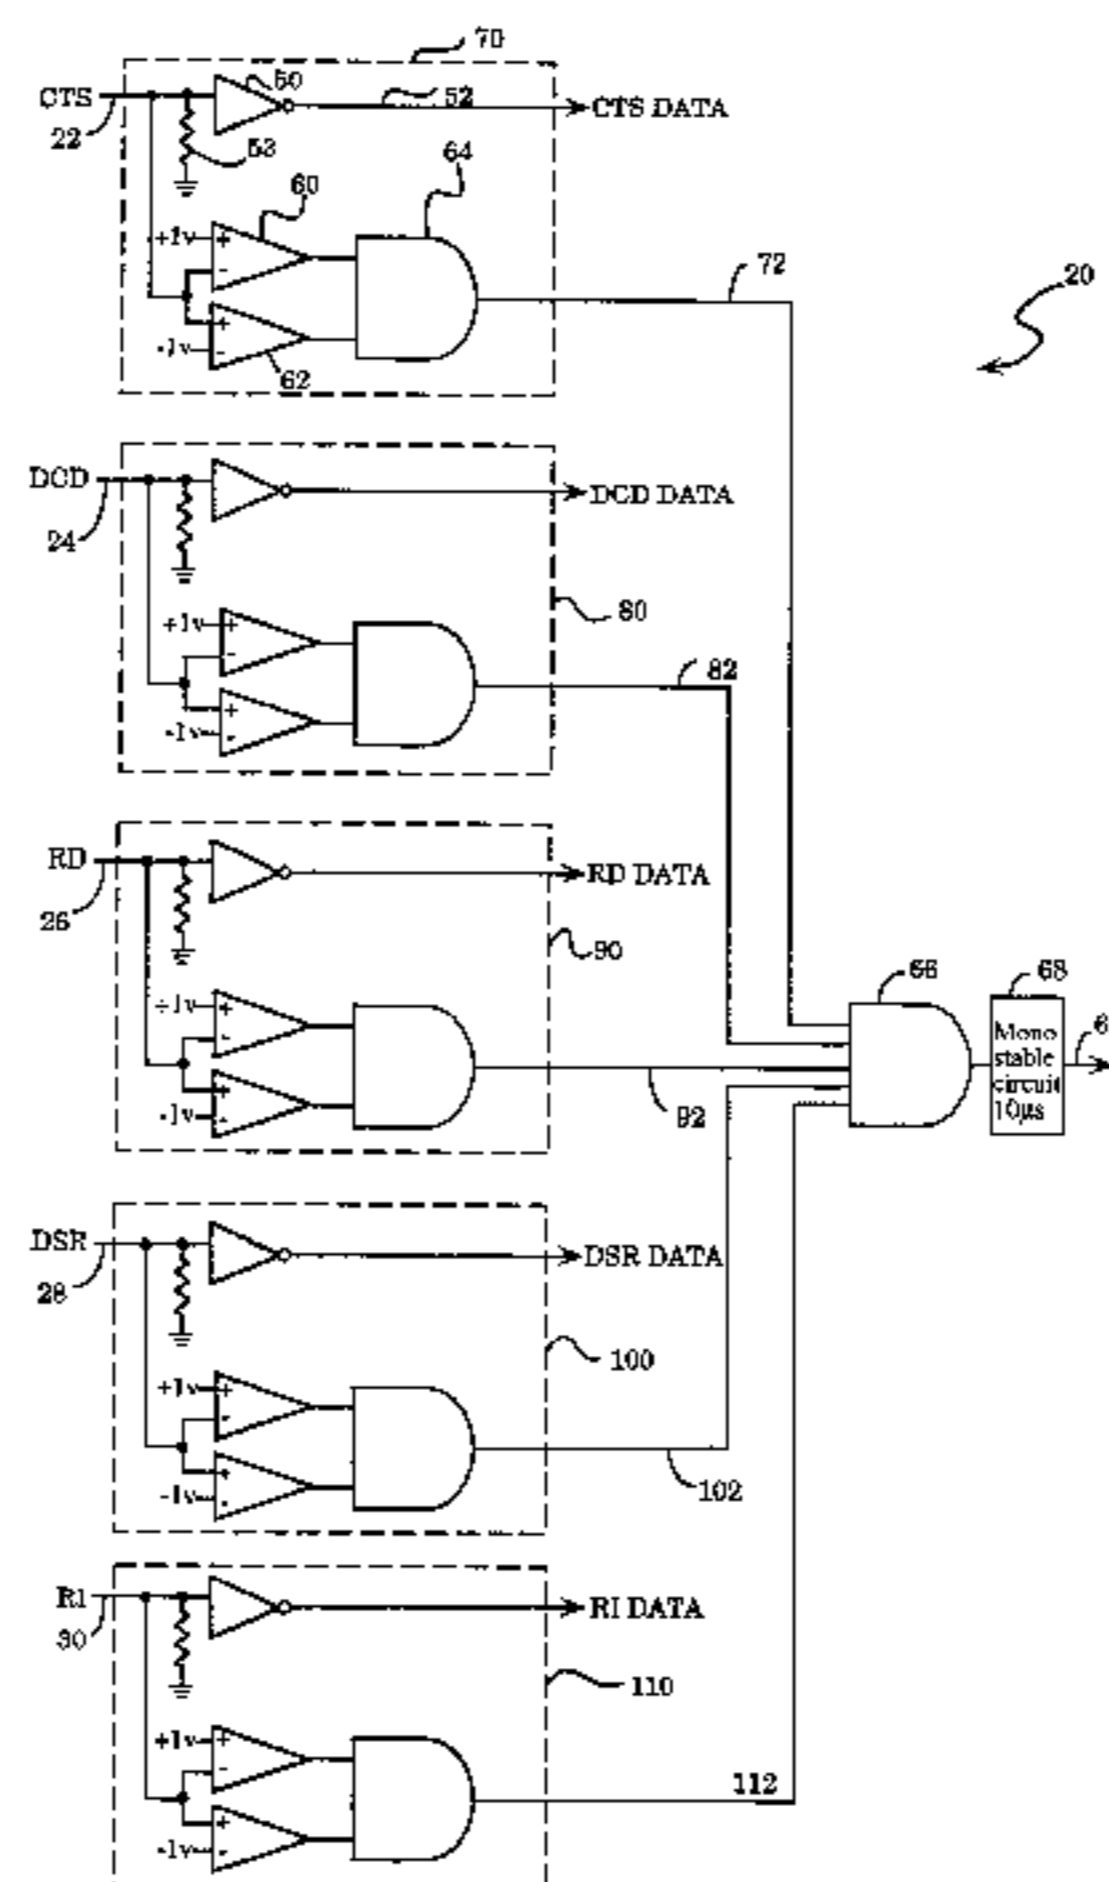 70
CTS
50
52
CTS DATA
22
53
64
60
+1v
+
-
72
20
+
-1v
-
62
DCD
DCD DATA
24
80
+1v
+
-
82
+
-1v
-
RD
RD DATA
26
90
+1v
+
-
66
68
Mono
stable
circuit
10µs
6
+
-1v
-
92
DSR
DSR DATA
28
100
+1v
+
-
+
-1v
-
102
RI
RI DATA
30
110
+1v
+
-
112
+
-1v
-